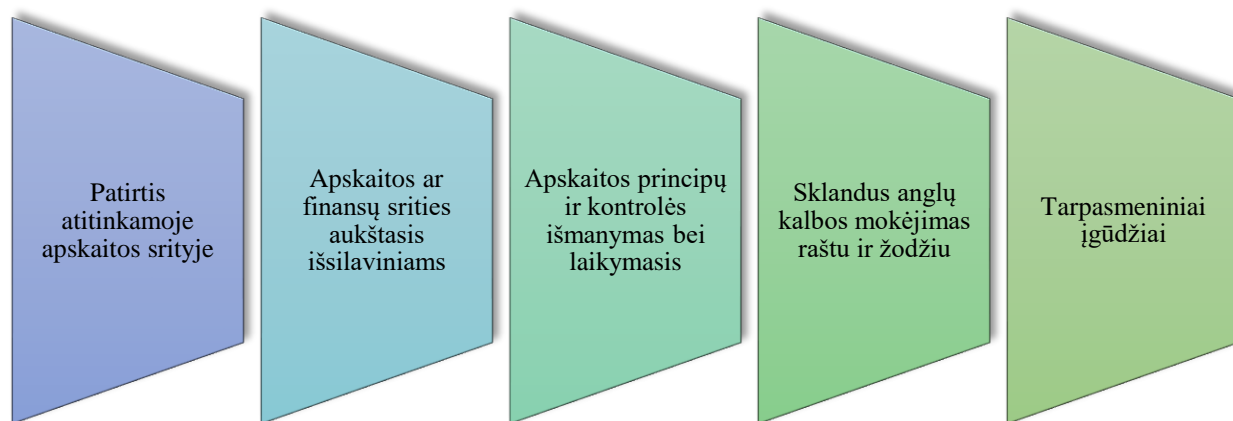 Patirtis
atitinkamoje
apskaitos srityje
Apskaitos ar
finansų srities
aukštasis
išsilaviniams
Apskaitos principų
ir kontrolės
išmanymas bei
laikymasis
Sklandus anglų
kalbos mokėjimas
raštu ir žodžiu
Tarpasmeniniai
įgūdžiai